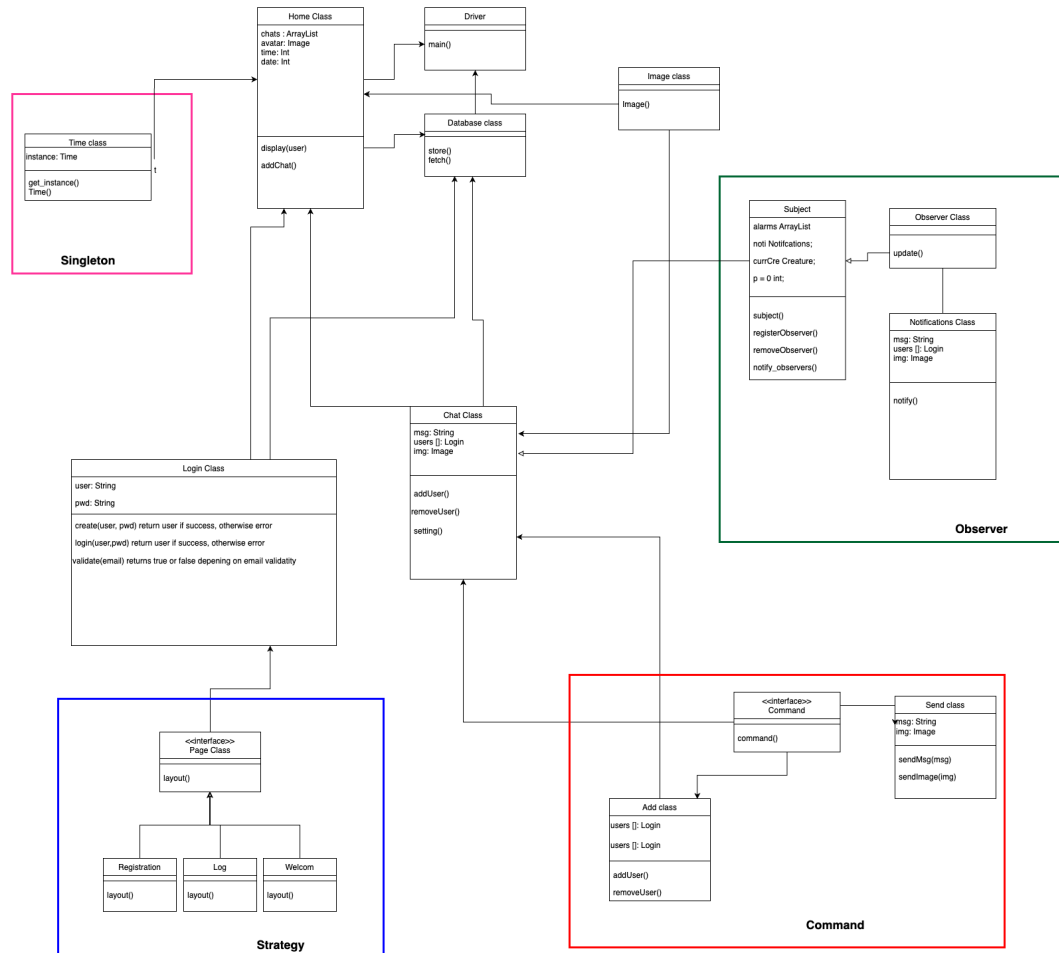 Home Class
chats : ArrayList
avatar: Image
time: Int
date: Int
display(user)
addChat()
Driver
main()
Image class
Image()
Database class
store()
fetch()
Time class
instance: Time
t
get_instance()
Time()
Singleton
Subject
alarms ArrayList
noti Notifcations;
currCre Creature;
p = 0 int;
subject()
registerObserver()
removeObserver()
notify_observers()
Observer Class
update()
Notifications Class
msg: String
users []: Login
img: Image
notify()
Observer
Chat Class
msg: String
users []: Login
img: Image
addUser()
removeUser()
setting()
Login Class
user: String
pwd: String
create(user, pwd) return user if success, otherwise error
login(user,pwd) return user if success, otherwise error
validate(email) returns true or false depening on email validatity
<<interface>>
Page Class
layout()
Registration
layout()
Log
layout()
Welcom
layout()
Strategy
<<interface>>
Command
command()
Send class
msg: String
img: Image
sendMsg(msg)
sendImage(img)
Add class
users []: Login
users []: Login
addUser()
removeUser()
Command